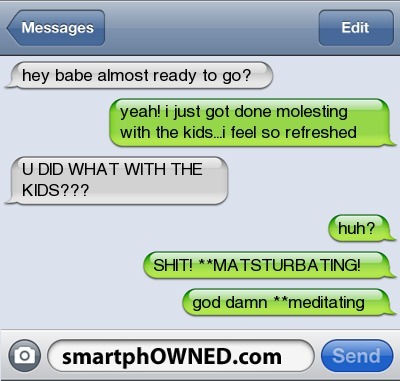 Messages
Edit
hey babe almost ready to go?
yeah! i just got done molesting
with the kids...i feel so refreshed
U DID WHAT WITH THE
KIDS???
huh?
SHIT! **MATSTURBATING!
god damn **meditating
smartphOWNED.com
Send